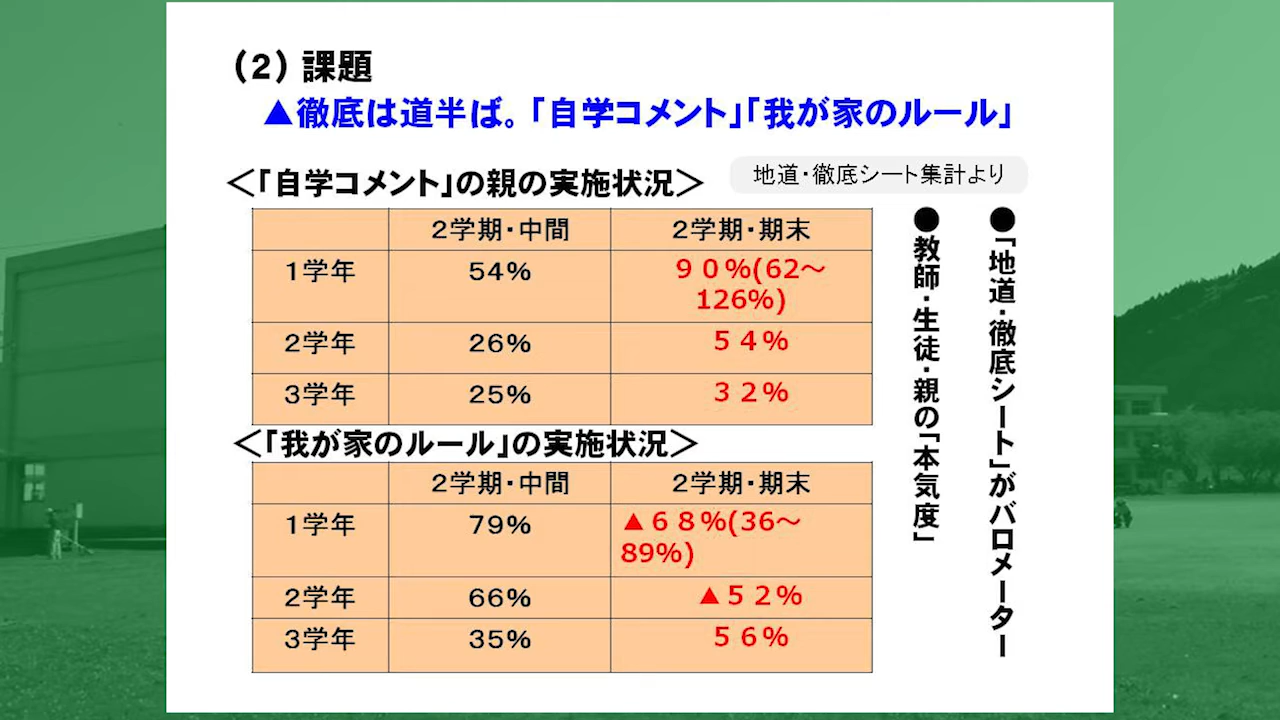 (2) 課題
▲徹底は道半ば。「自学コメント」「我が家のルール」
＜「自学コメント」の親の実施状況＞
地道・徹底シート集計より
2学期・中間 2学期・期末
1学年 54% 90%(62～
126%)
2学年 26% 54%
3学年 25% 32%
＜「我が家のルール」の実施状況＞
2学期・中間 2学期・期末
1学年 79% ▲68%(36～
89%)
2学年 66% ▲52%
3学年 35% 56%
●「地道・徹底シート」がバロメーター
●教師・生徒・親の「本気度」